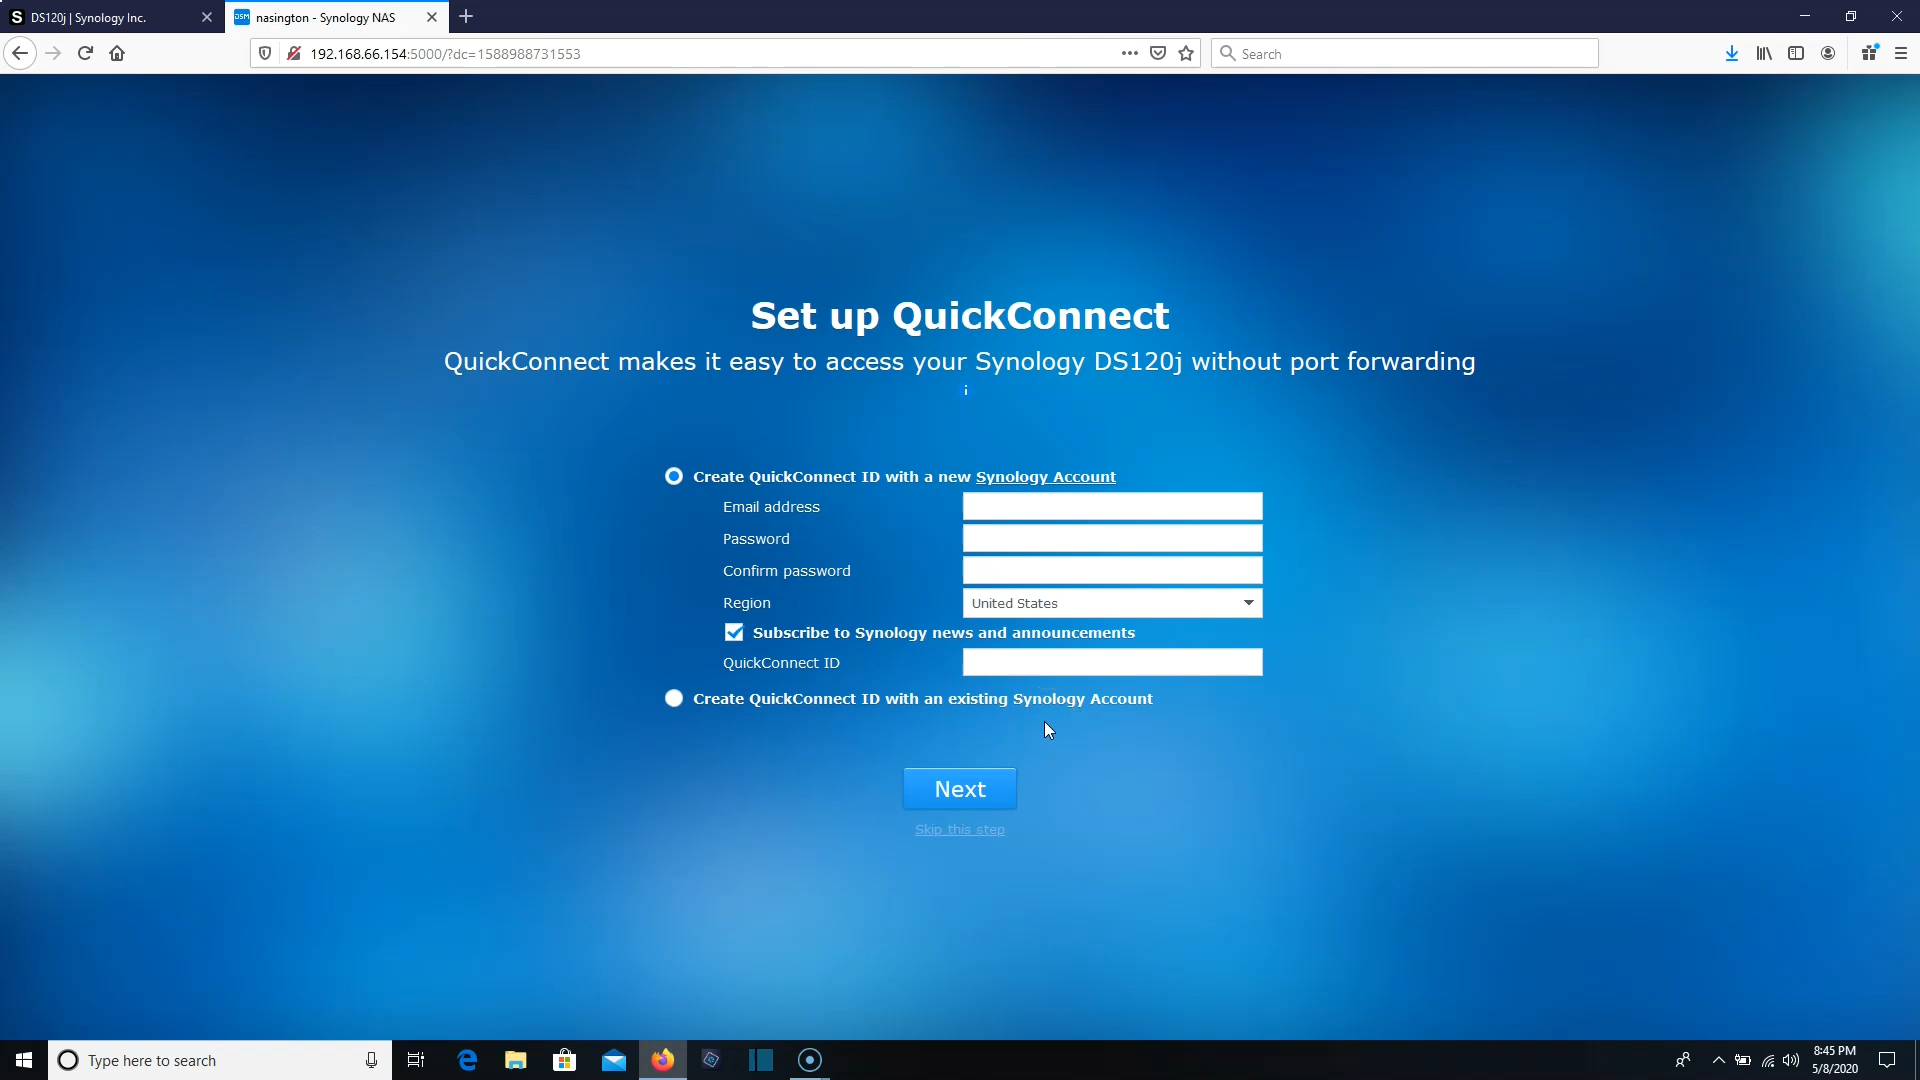 DS120j | Synology Inc.
nasington - Synology NAS
192.168.66.154:5000/?dc=1588988731553
Search
Set up QuickConnect
QuickConnect makes it easy to access your Synology DS120j without port forwarding
i
Create QuickConnect ID with a new Synology Account
Email address
Password
Confirm password
Region
United States
Subscribe to Synology news and announcements
QuickConnect ID
Create QuickConnect ID with an existing Synology Account
Next
Skip this step
Type here to search
8:45 PM
5/8/2020